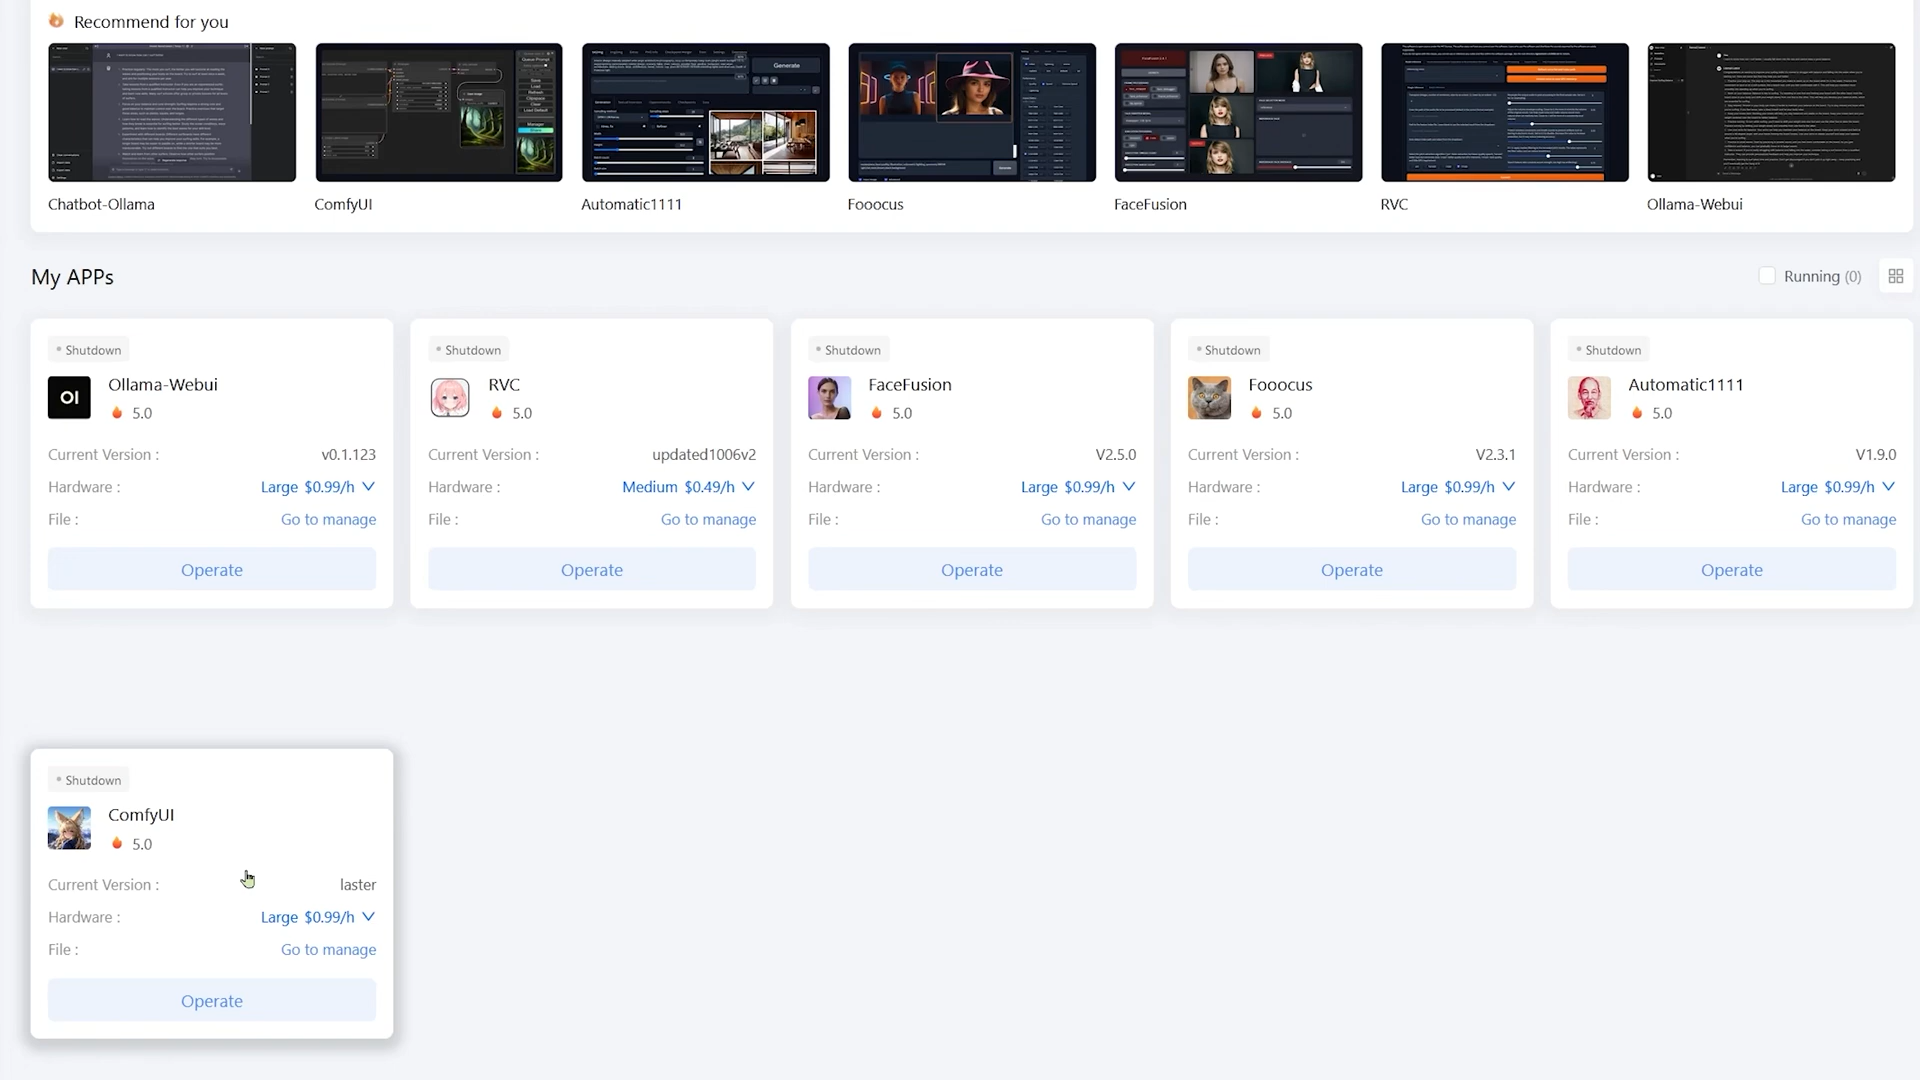 Recommend for you
Generate
Chatbot-Ollama
ComfyUI
Automatic1111
Fooocus
FaceFusion
RVC
Ollama-Webui
My APPs
Running (0)
Shutdown
Ollama-Webui
5.0
Current Version :
v0.1.123
Hardware :
Large $0.99/h
File :
Go to manage
Operate
Shutdown
RVC
5.0
Current Version :
updated1006v2
Hardware :
Medium $0.49/h
File :
Go to manage
Operate
Shutdown
FaceFusion
5.0
Current Version :
V2.5.0
Hardware :
Large $0.99/h
File :
Go to manage
Operate
Shutdown
Fooocus
5.0
Current Version :
V2.3.1
Hardware :
Large $0.99/h
File :
Go to manage
Operate
Shutdown
Automatic1111
5.0
Current Version :
V1.9.0
Hardware :
Large $0.99/h
File :
Go to manage
Operate
Shutdown
ComfyUI
5.0
Current Version :
laster
Hardware :
Large $0.99/h
File :
Go to manage
Operate